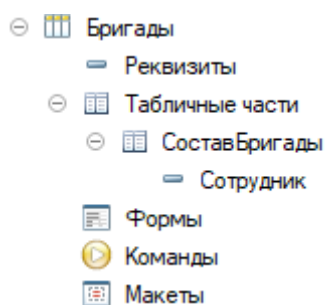 Бригады
Реквизиты
Табличные части
СоставБригады
Сотрудник
Формы
Команды
Макеты